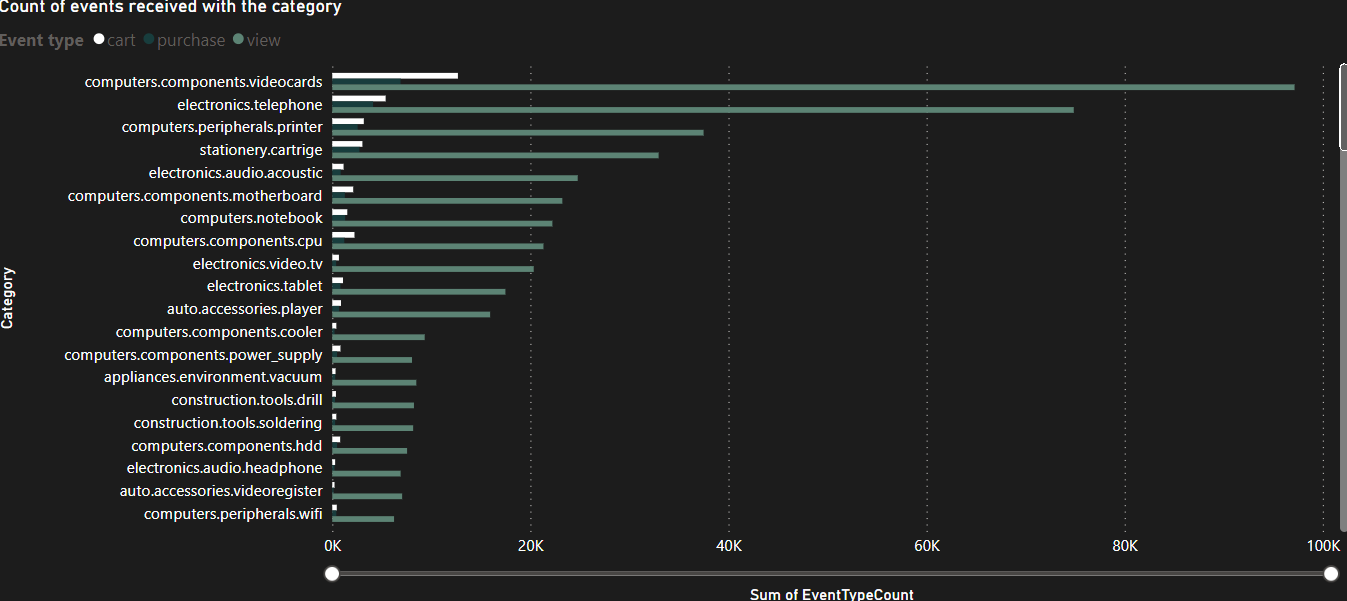 Count of events received with the category
Event type cart purchase view
computers.components.videocards
electronics.telephone
computers.peripherals.printer
stationery.cartrige
electronics.audio.acoustic
computers.components.motherboard
computers.notebook
computers.components.cpu
electronics.video.tv
electronics.tablet
auto.accessories.player
computers.components.cooler
computers.components.power_supply
appliances.environment.vacuum
construction.tools.drill
construction.tools.soldering
computers.components.hdd
electronics.audio.headphone
auto.accessories.videoregister
computers.peripherals.wifi
Category
0K 20K 40K 60K 80K 100K
Sum of EventTypeCount